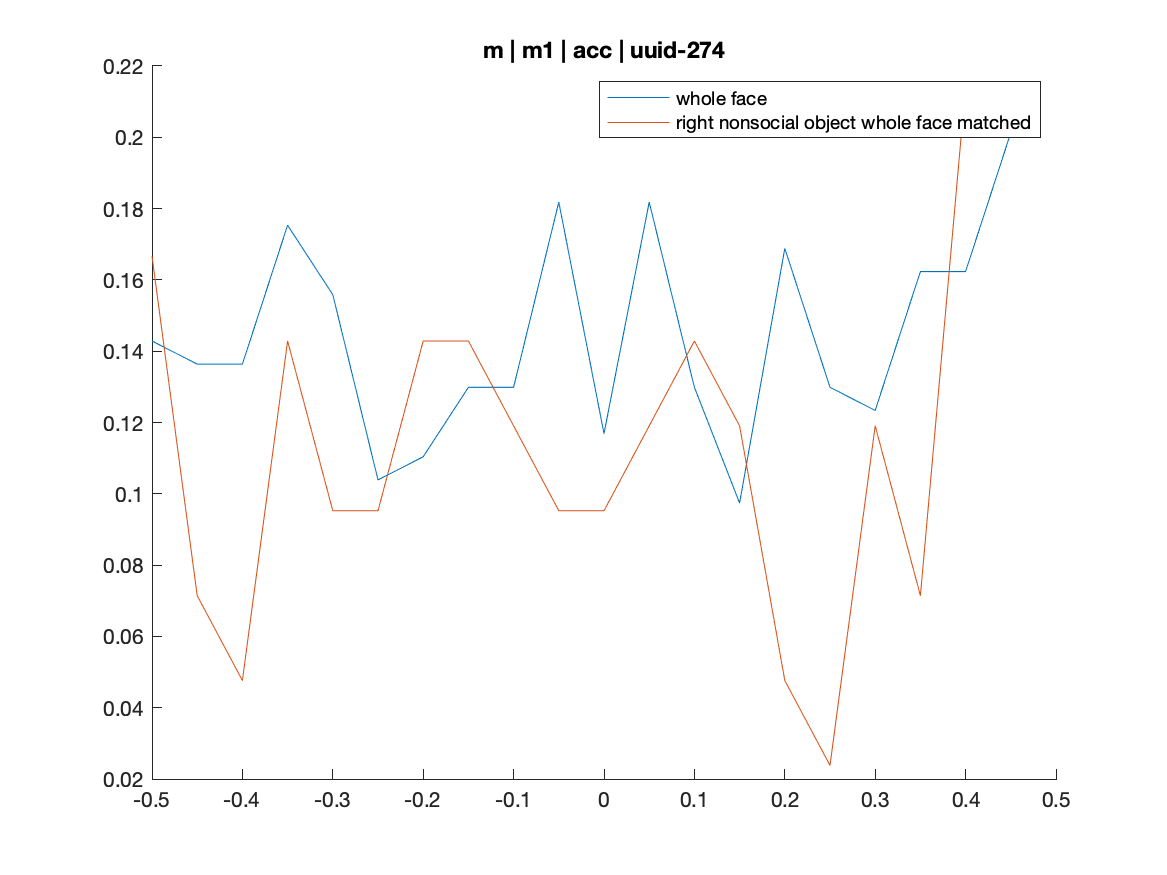 m | m1 | acc | uuid-274
whole face
right nonsocial object whole face matched
0.22
0.2
0.18
0.16
0.14
0.12
0.1
0.08
0.06
0.04
0.02
-0.5 -0.4 -0.3 -0.2 -0.1 0 0.1 0.2 0.3 0.4 0.5